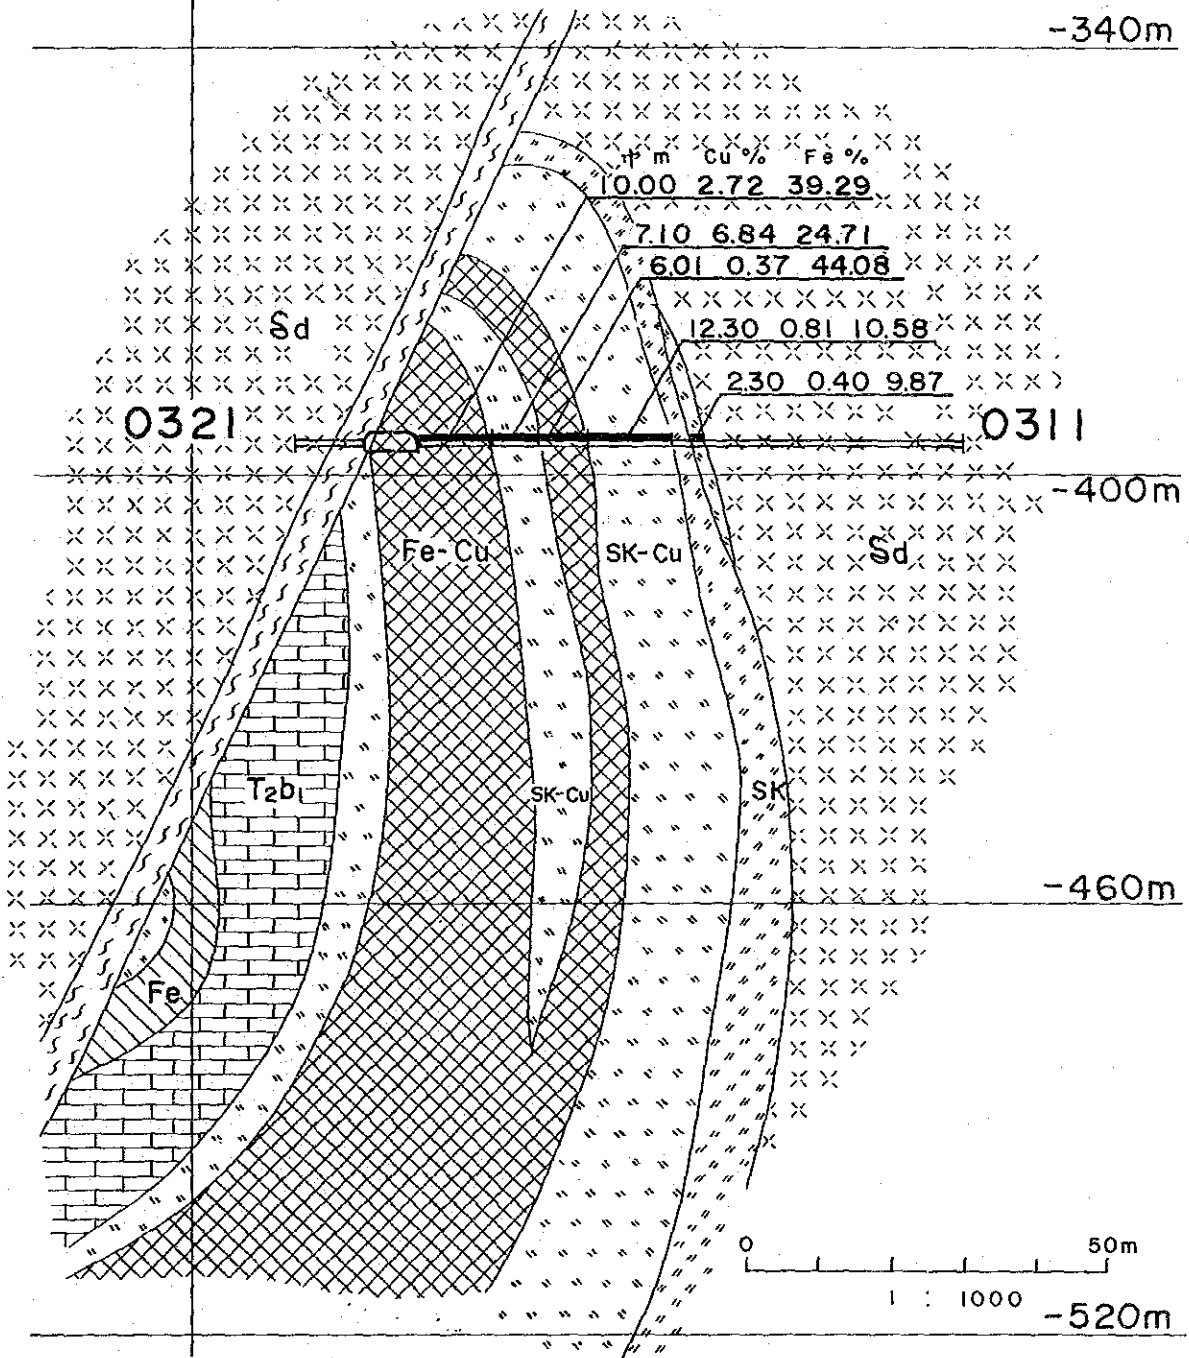 -340m
m Cu % Fe %
10.00 2.72 39.29
7.10 6.84 24.71
6.01 0.37 44.08
Sd
12.30 0.81 10.58
2.30 0.40 9.87
0321
0311
-400m
Fe-Cu
SK-Cu
Sd
T2b1
SK-Cu
SK
-460m
Fe
0 50m
1 : 1000
-520m